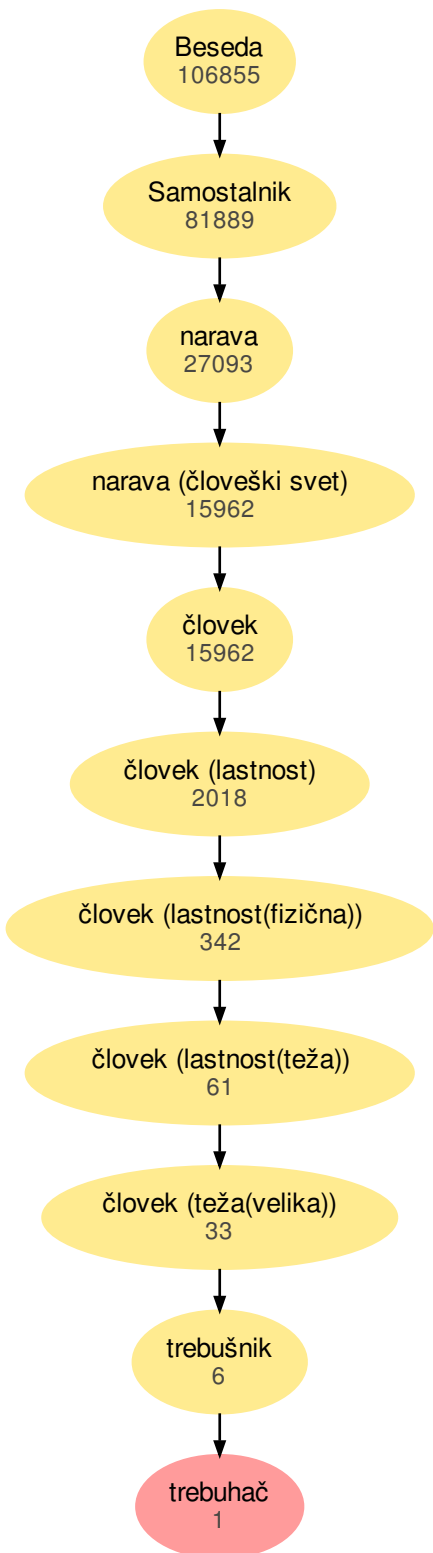 Beseda
106855
Samostalnik
81889
narava
27093
narava (človeški svet)
15962
človek
15962
človek (lastnost)
2018
človek (lastnost(fizična))
342
človek (lastnost(teža))
61
človek (teža(velika))
33
trebušnik
6
trebuhač
1